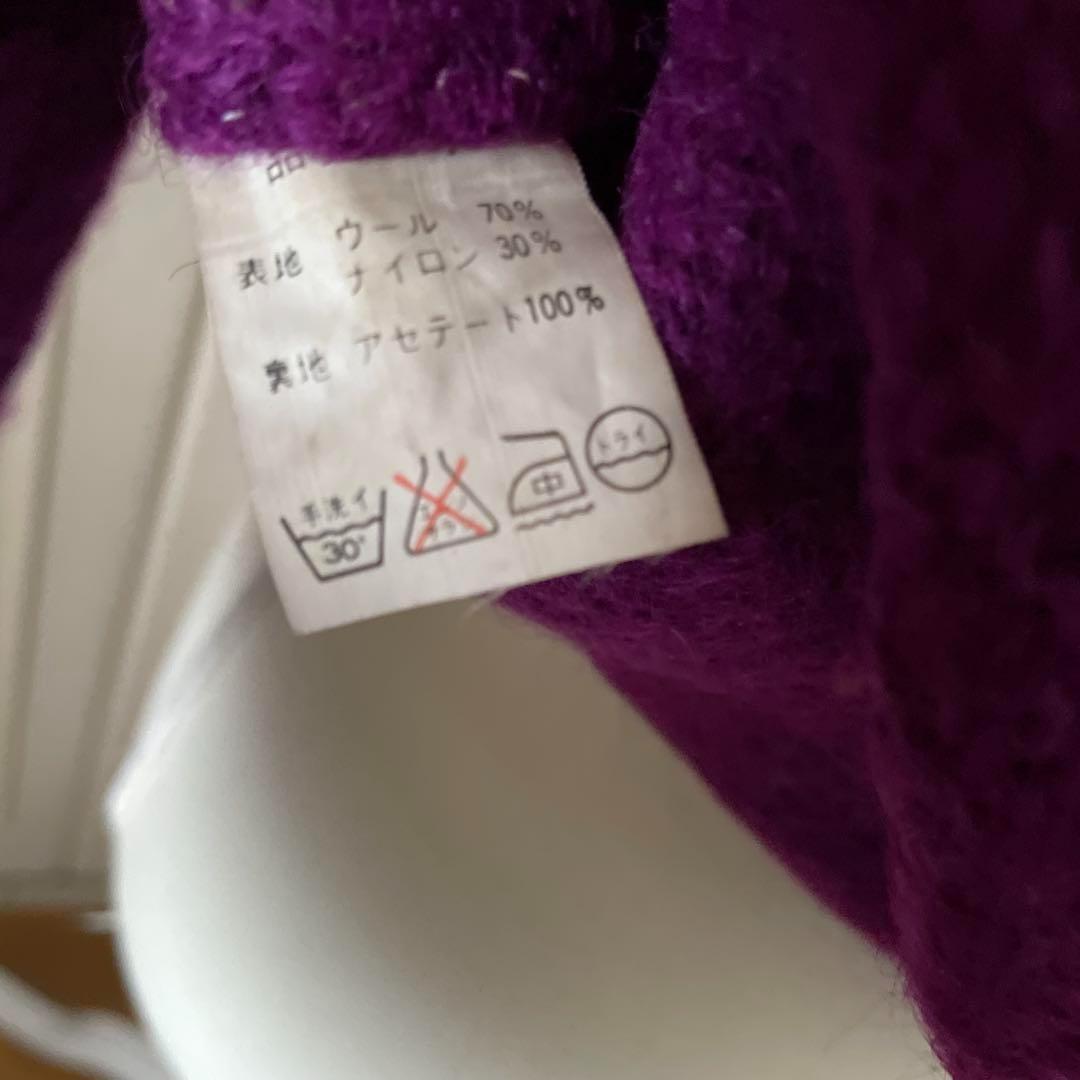 品
ウール 70%
表地
ナイロン 30%
裏地 アセテート100%
手洗イ
30°
中
ドライ